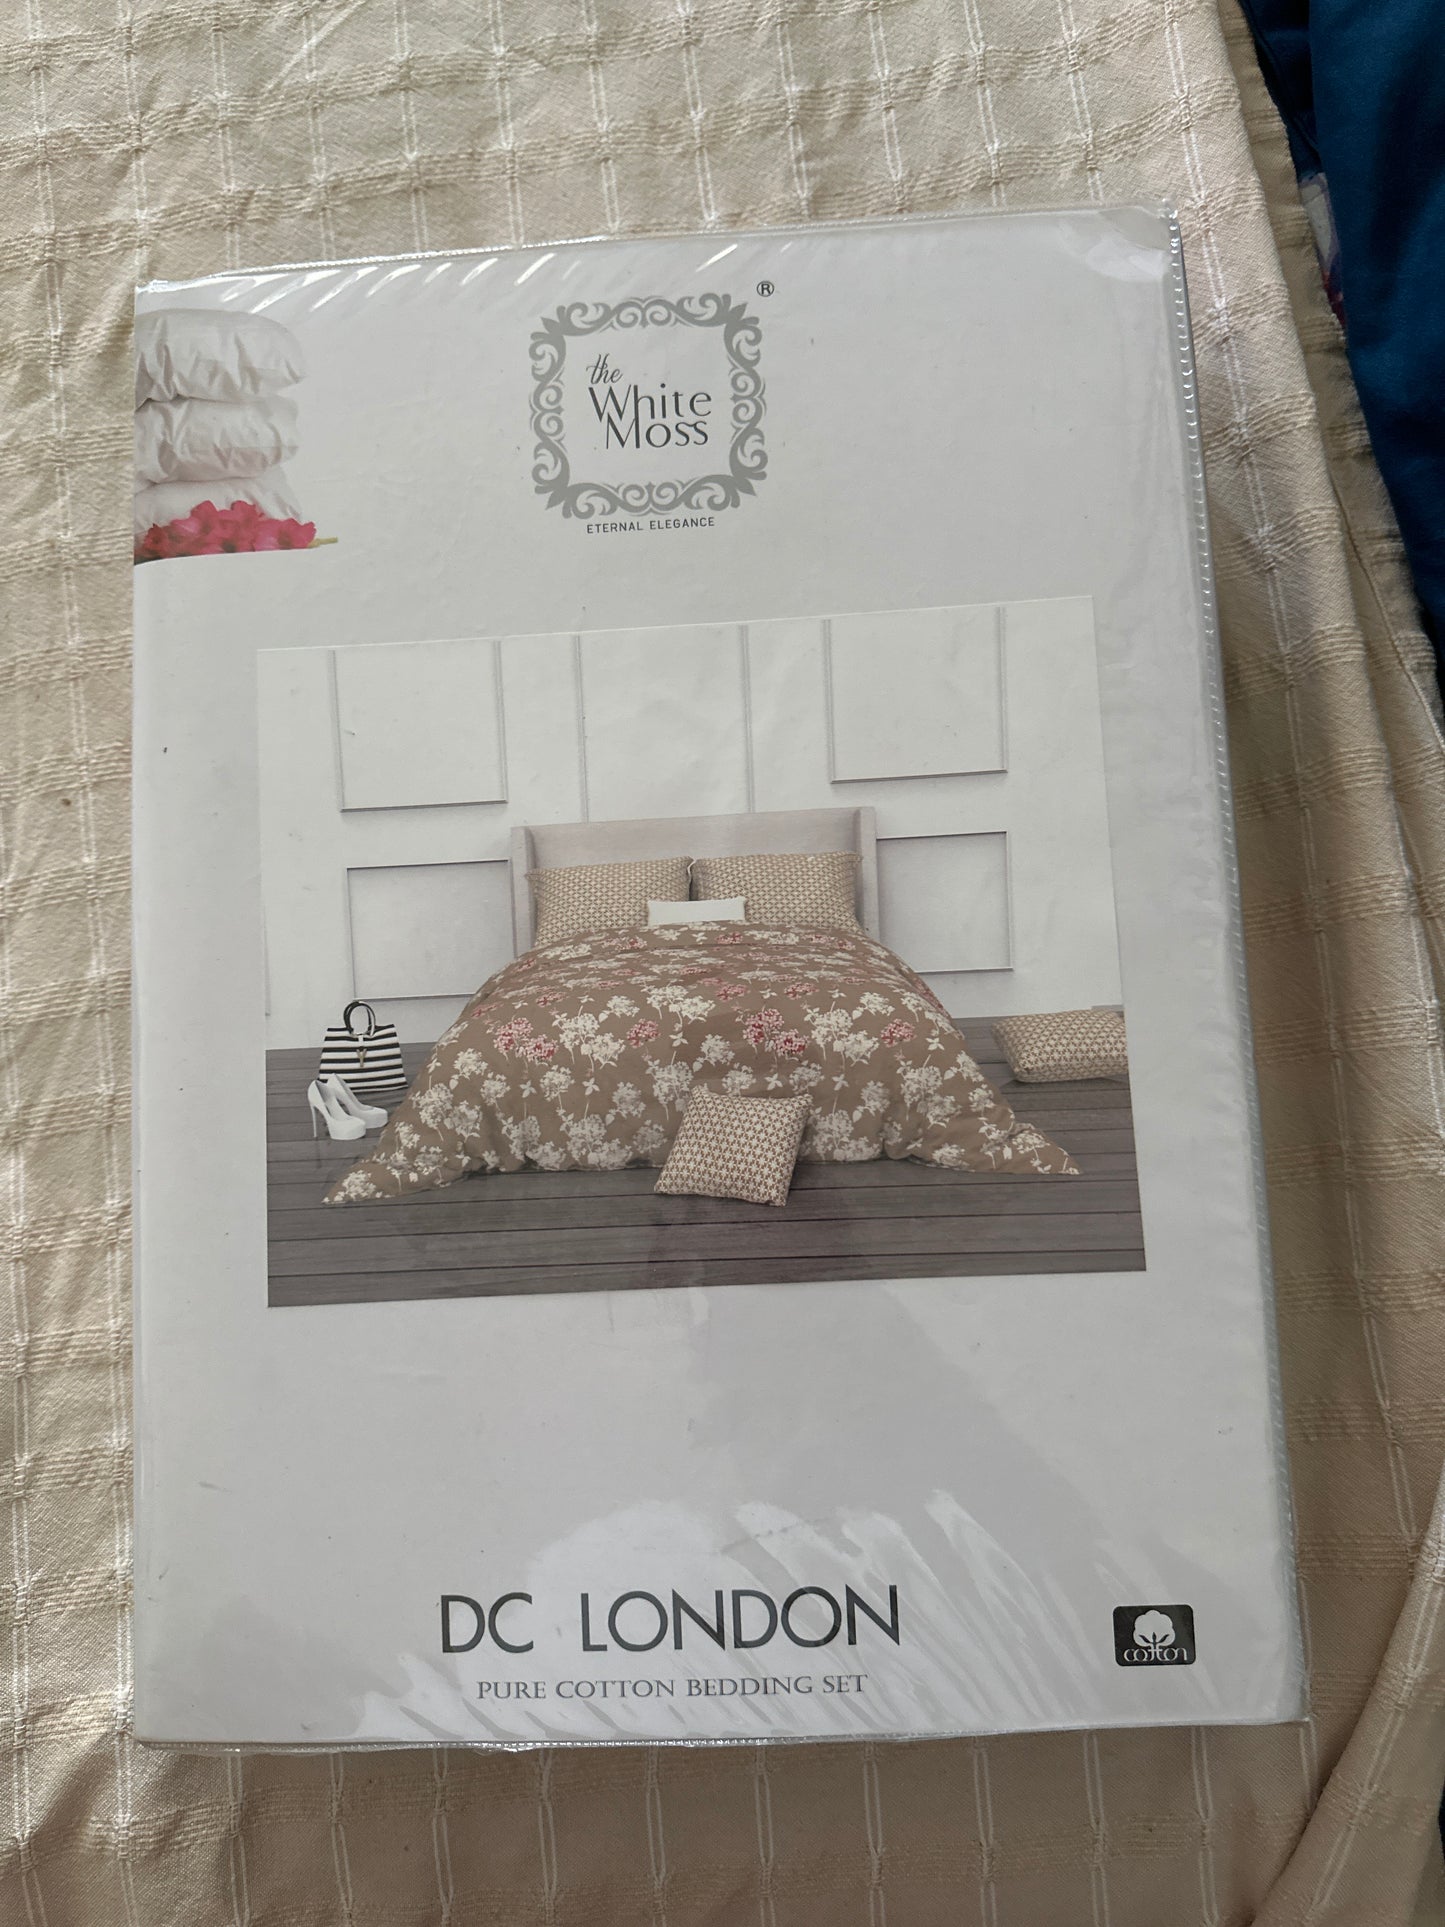 ®
the
White
Moss
ETERNAL ELEGANCE
DC LONDON
PURE COTTON BEDDING SET
cotton